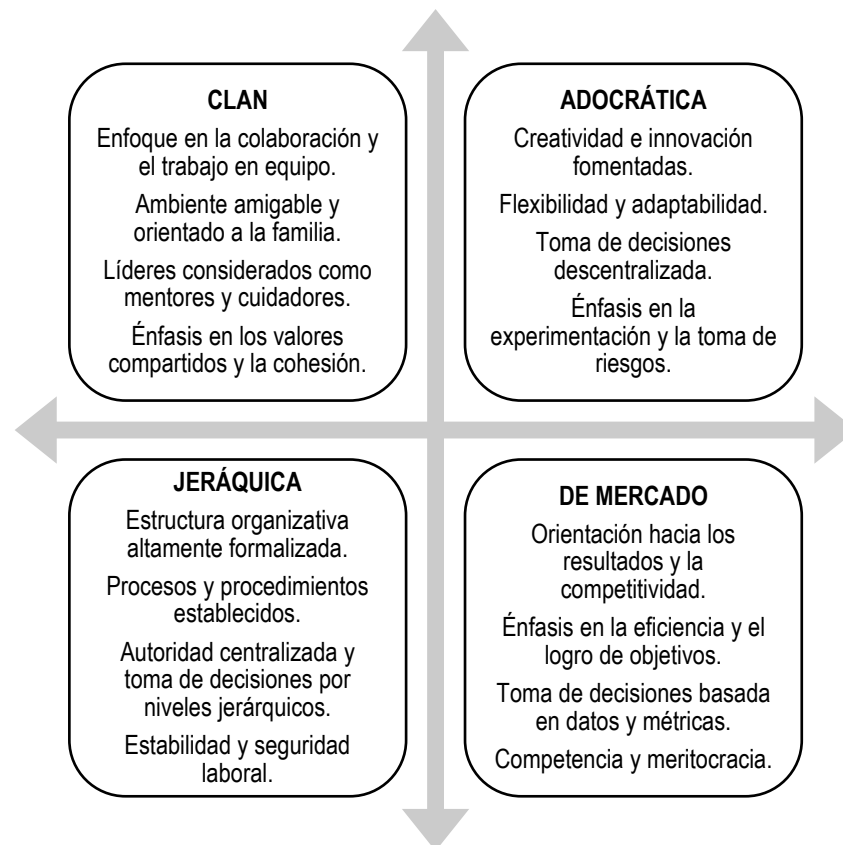 CLAN
Enfoque en la colaboración y
el trabajo en equipo.
Ambiente amigable y
orientado a la familia.
Líderes considerados como
mentores y cuidadores.
Énfasis en los valores
compartidos y la cohesión.
ADOCRÁTICA
Creatividad e innovación
fomentadas.
Flexibilidad y adaptabilidad.
Toma de decisiones
descentralizada.
Énfasis en la
experimentación y la toma de
riesgos.
JERÁQUICA
Estructura organizativa
altamente formalizada.
Procesos y procedimientos
establecidos.
Autoridad centralizada y
toma de decisiones por
niveles jerárquicos.
Estabilidad y seguridad
laboral.
DE MERCADO
Orientación hacia los
resultados y la
competitividad.
Énfasis en la eficiencia y el
logro de objetivos.
Toma de decisiones basada
en datos y métricas.
Competencia y meritocracia.